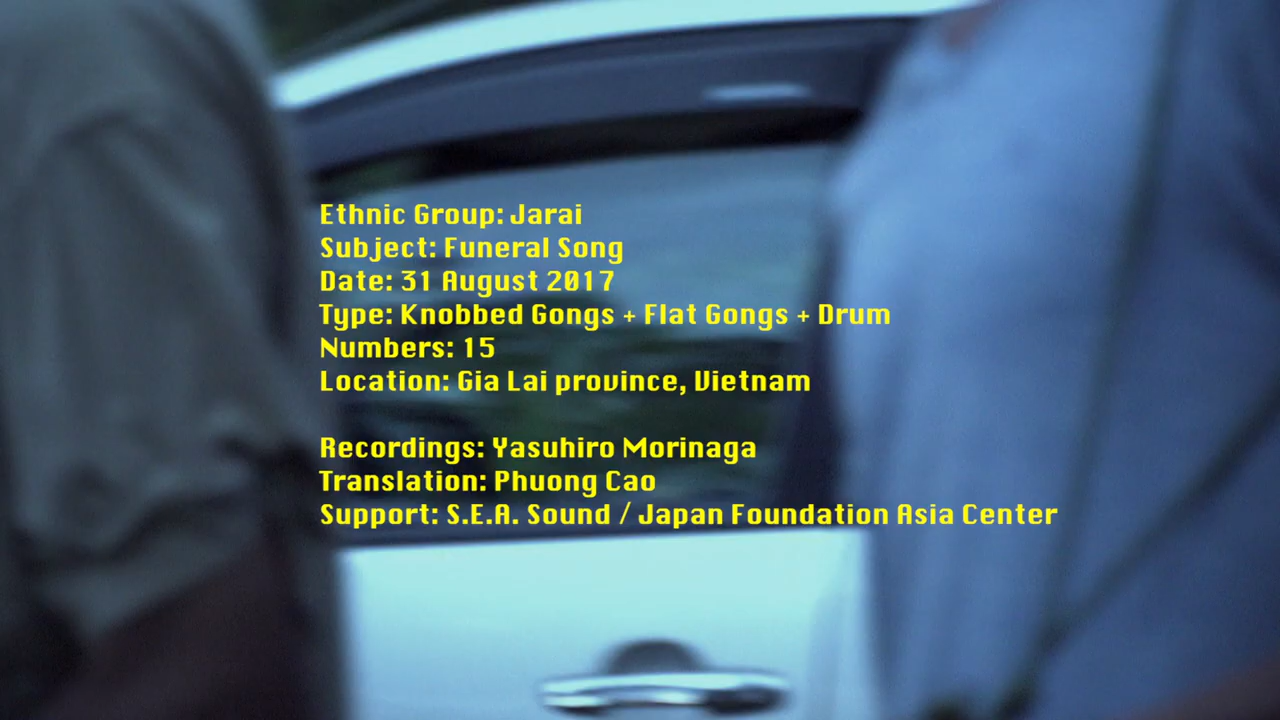 Ethnic Group: Jarai
Subject: Funeral Song
Date: 31 August 2017
Type: Knobbed Gongs + Flat Gongs + Drum
Numbers: 15
Location: Gia Lai province, Vietnam
Recordings: Yasuhiro Morinaga
Translation: Phuong Cao
Support: S.E.A. Sound / Japan Foundation Asia Center